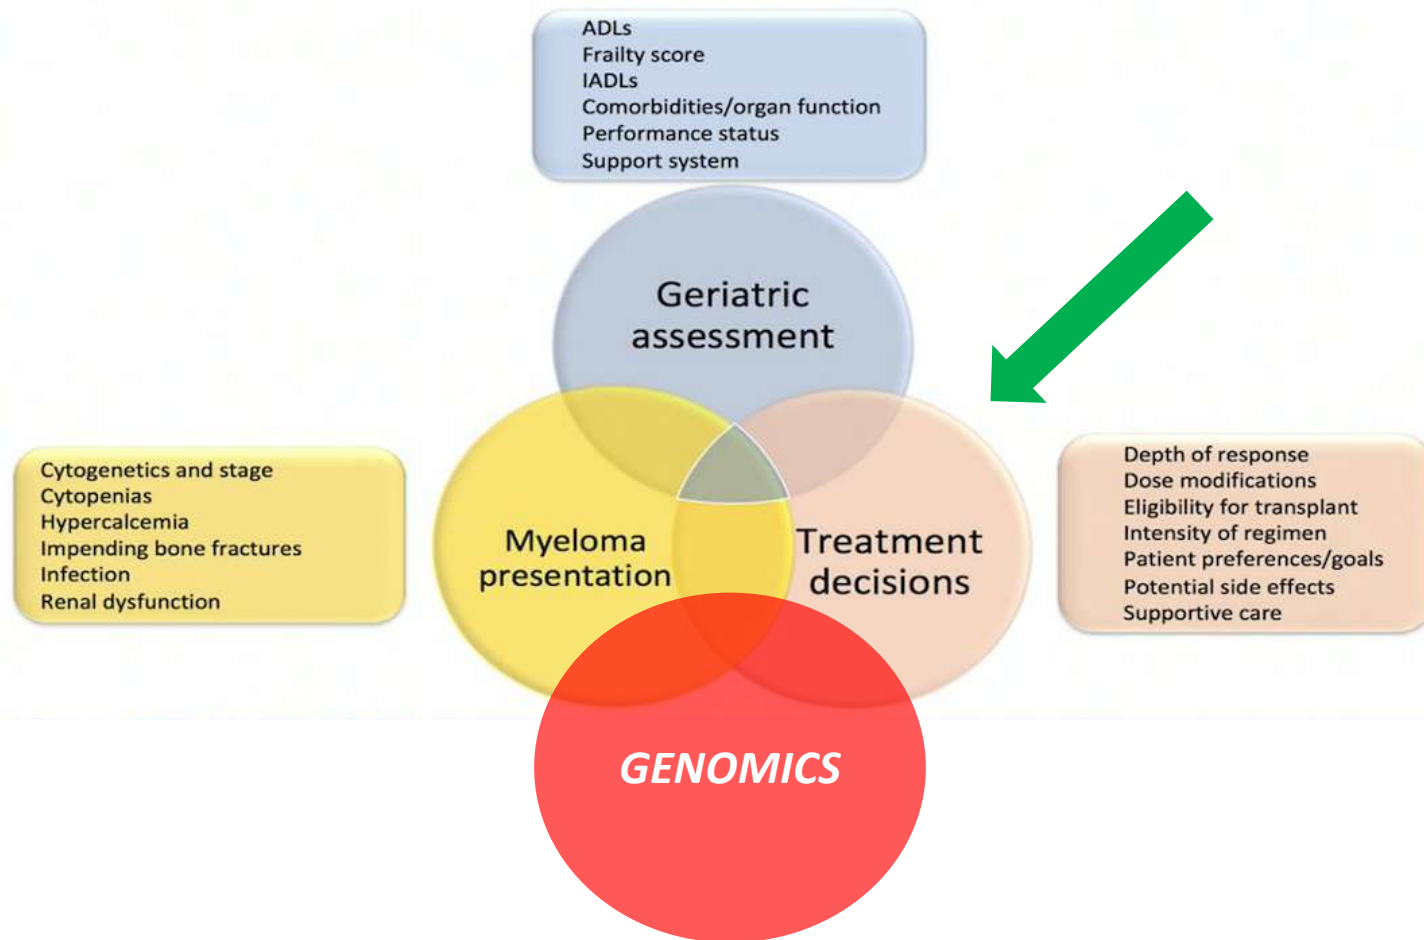 ADLs
Frailty score
IADLs
Comorbidities/organ function
Performance status
Support system
Geriatric
assessment
Cytogenetics and stage
Cytopenias
Hypercalcemia
Impending bone fractures
Infection
Renal dysfunction
Myeloma
presentation
Treatment
decisions
Depth of response
Dose modifications
Eligibility for transplant
Intensity of regimen
Patient preferences/goals
Potential side effects
Supportive care
GENOMICS